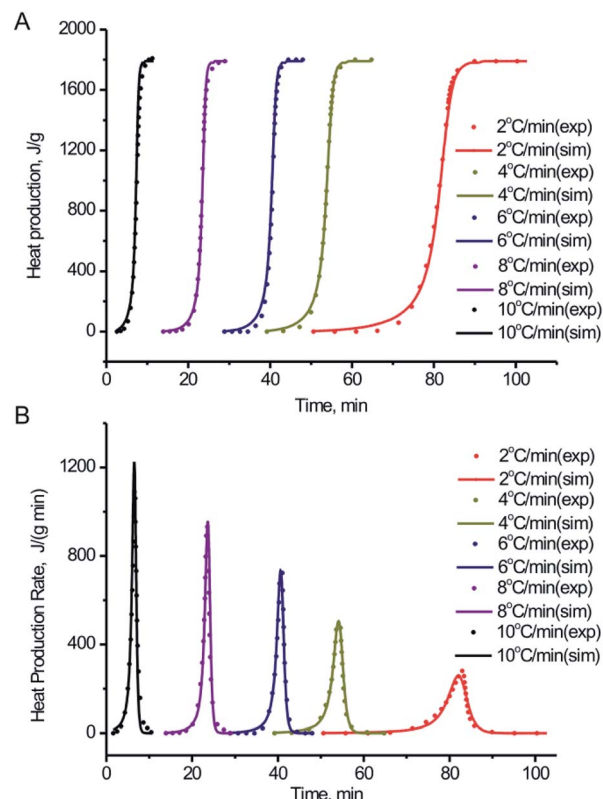 A
2000
1600
1200
800
400
0
Heat production, J/g
2°C/min(exp)
2°C/min(sim)
4°C/min(exp)
4°C/min(sim)
6°C/min(exp)
6°C/min(sim)
8°C/min(exp)
8°C/min(sim)
10°C/min(exp)
10°C/min(sim)
0 20 40 60 80 100
Time, min
B
1200
800
400
0
Heat Production Rate, J/(g min)
2°C/min(exp)
2°C/min(sim)
4°C/min(exp)
4°C/min(sim)
6°C/min(exp)
6°C/min(sim)
8°C/min(exp)
8°C/min(sim)
10°C/min(exp)
10°C/min(sim)
0 20 40 60 80 100
Time, min